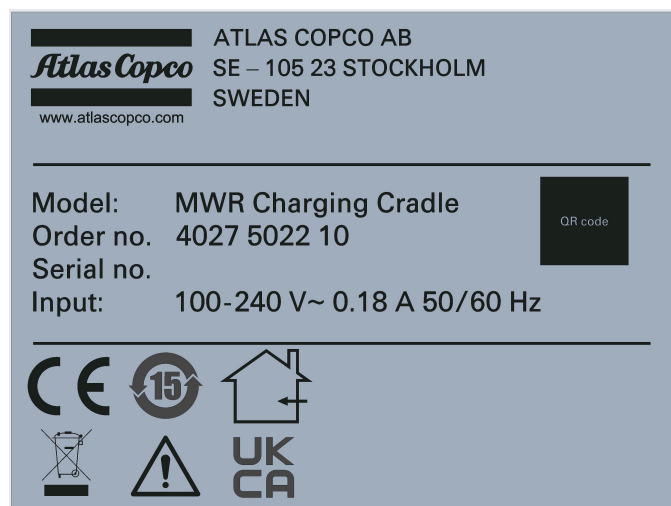 Atlas Copco
www.atlascopco.com
ATLAS COPCO AB
SE – 105 23 STOCKHOLM
SWEDEN
Model: MWR Charging Cradle
Order no. 4027 5022 10
Serial no.
Input: 100-240 V~ 0.18 A 50/60 Hz
QR code
CE
15
UK
CA